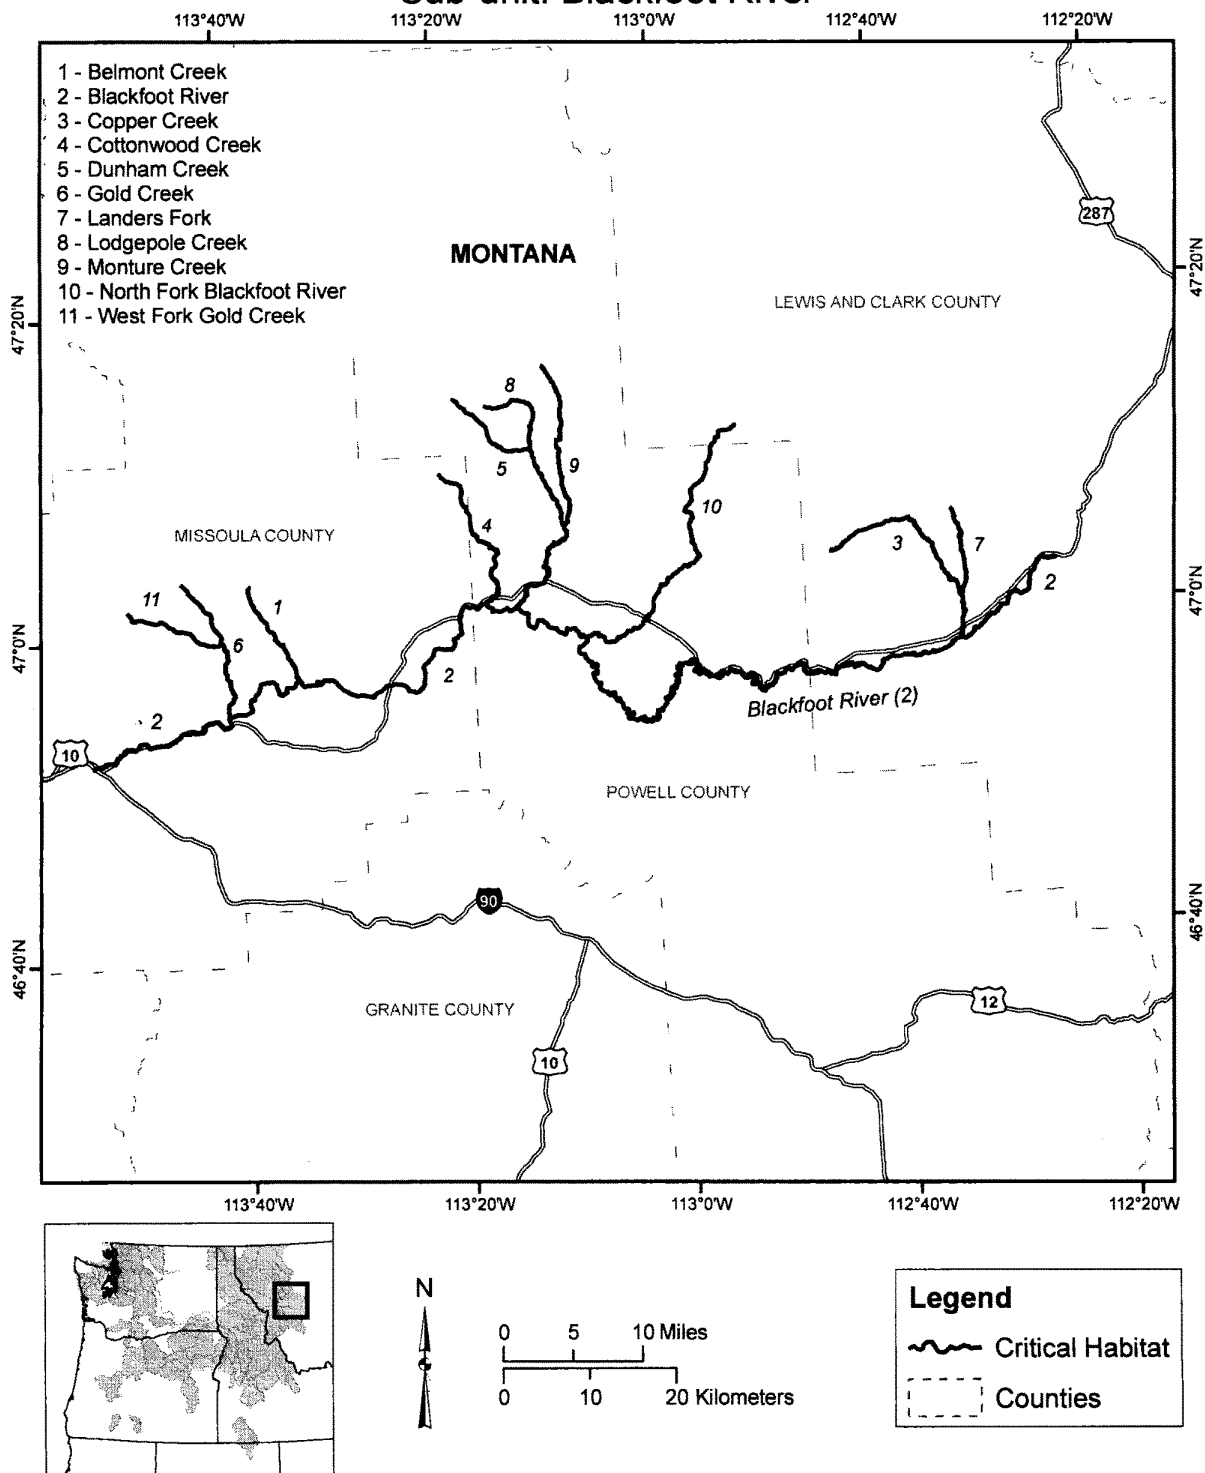 Sub-unit: Blackfoot River
113°40'W 113°20'W 113°0'W 112°40'W 112°20'W
1 - Belmont Creek
2 - Blackfoot River
3 - Copper Creek
4 - Cottonwood Creek
5 - Dunham Creek
6 - Gold Creek
7 - Landers Fork
8 - Lodgepole Creek
9 - Monture Creek
10 - North Fork Blackfoot River
11 - West Fork Gold Creek
MONTANA
287
47°20'N
LEWIS AND CLARK COUNTY
47°20'N
8
5
9
10
4
3
7
MISSOULA COUNTY
2
47°0'N
11
1
6
47°0'N
2
Blackfoot River (2)
2
10
POWELL COUNTY
90
46°40'N
46°40'N
12
GRANITE COUNTY
10
113°40'W 113°20'W 113°0'W 112°40'W 112°20'W
N
0 5 10 Miles
0 10 20 Kilometers
Legend
Critical Habitat
Counties